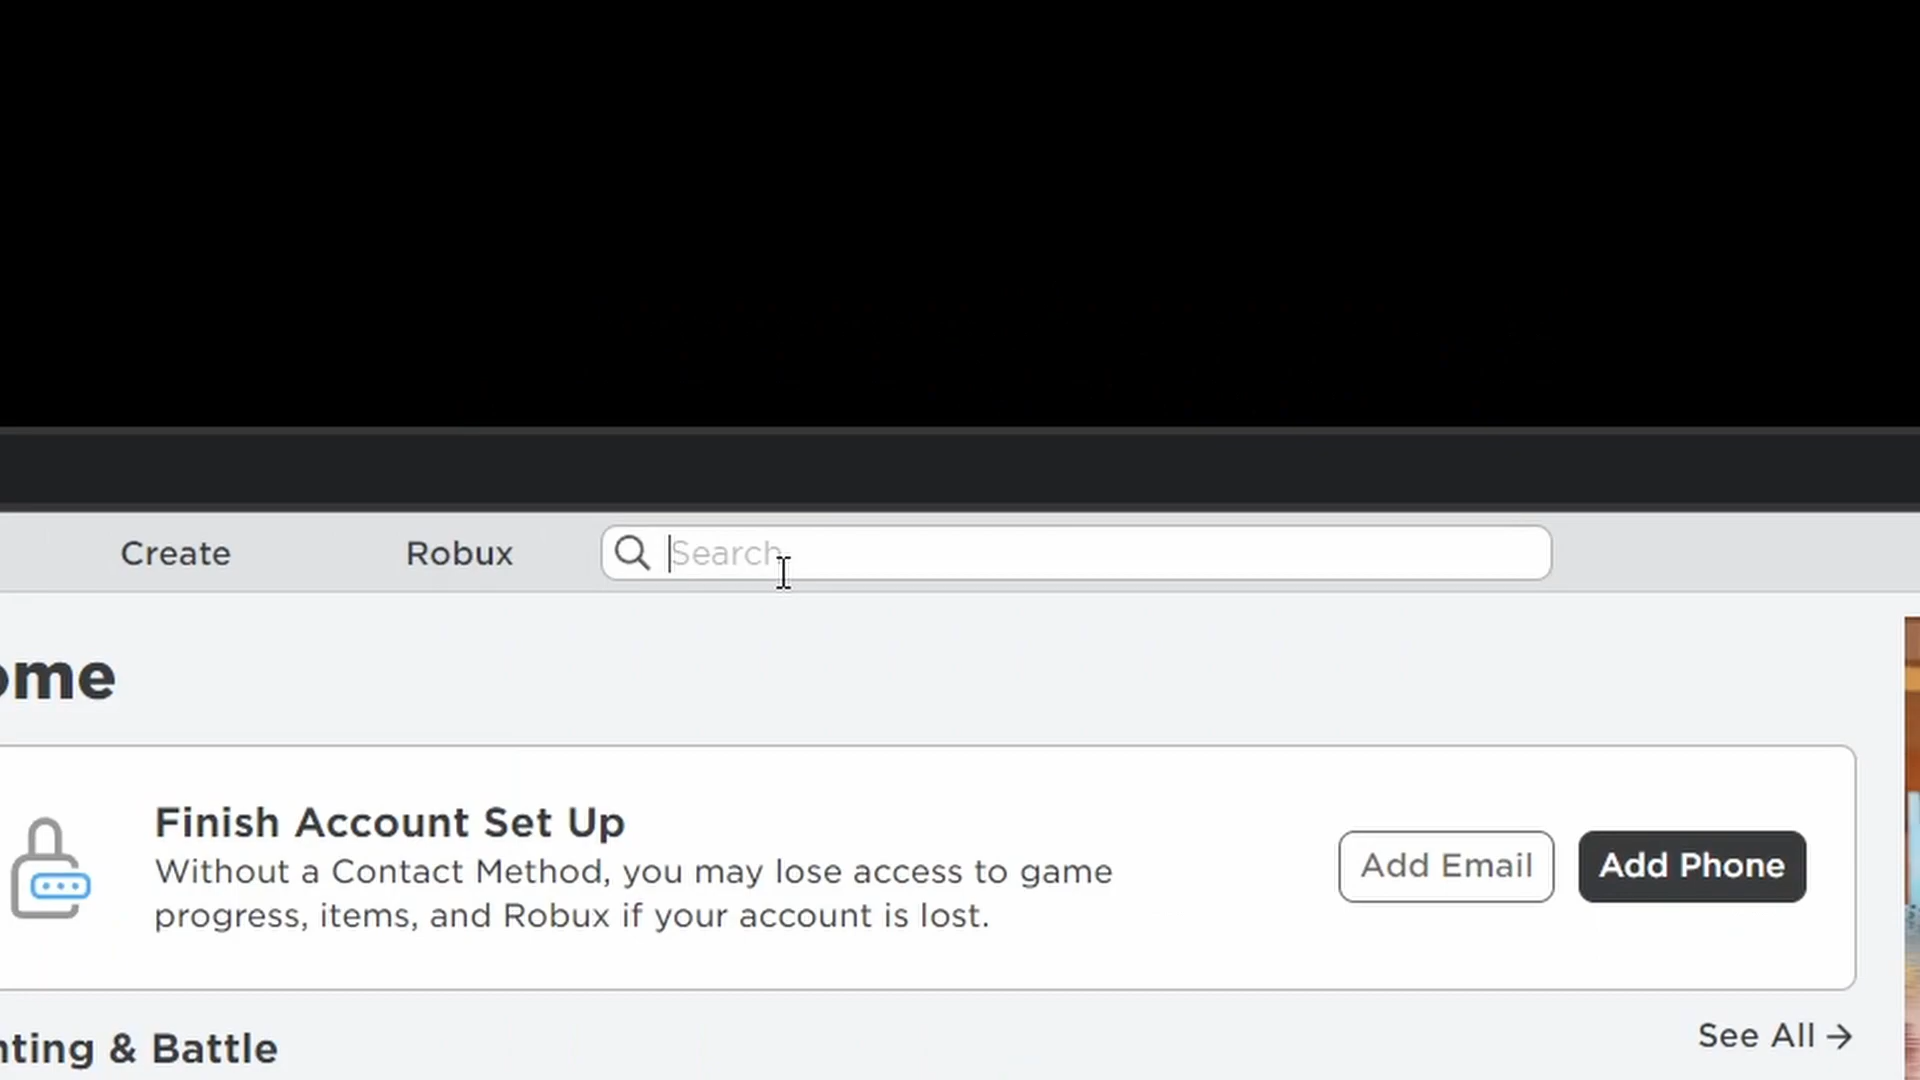 Create Robux Search
ome
Finish Account Set Up
Without a Contact Method, you may lose access to game
progress, items, and Robux if your account is lost.
Add Email Add Phone
nting & Battle
See All